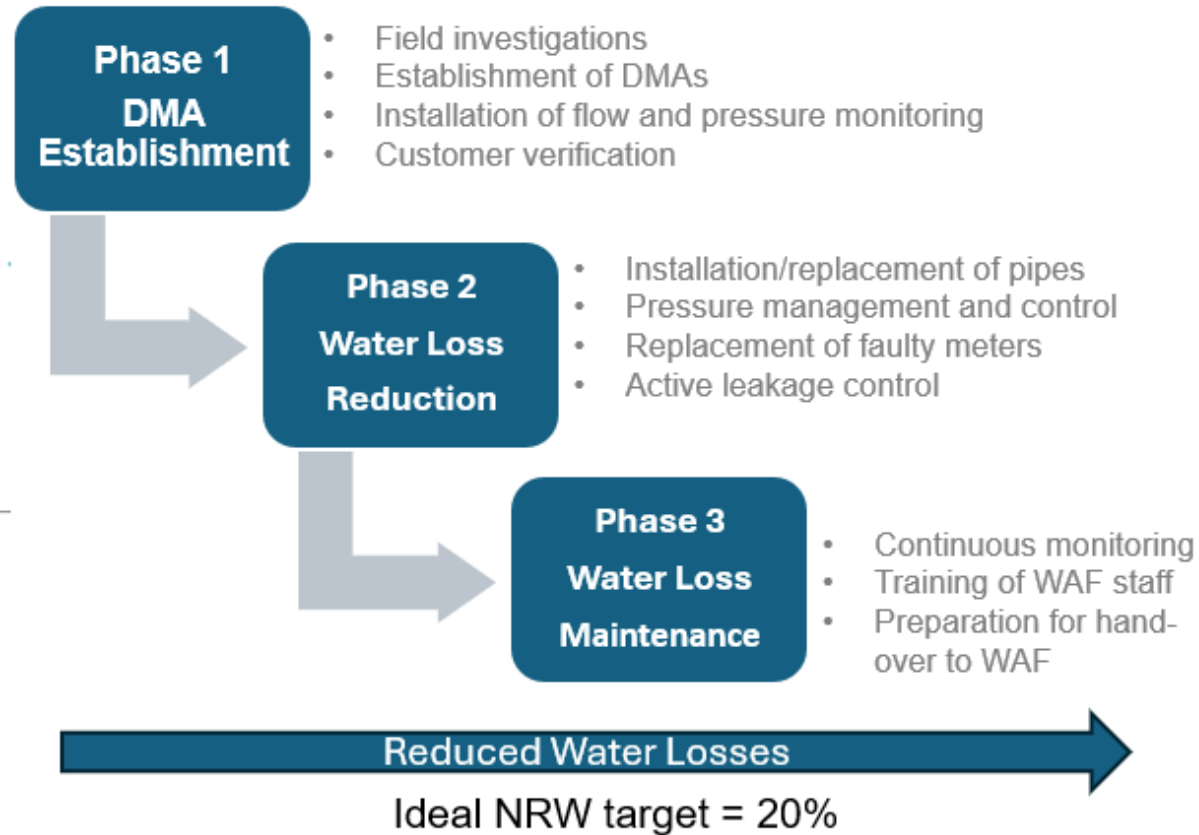 Phase 1
DMA
Establishment
• Field investigations
• Establishment of DMAs
• Installation of flow and pressure monitoring
• Customer verification
Phase 2
Water Loss
Reduction
• Installation/replacement of pipes
• Pressure management and control
• Replacement of faulty meters
• Active leakage control
Phase 3
Water Loss
Maintenance
• Continuous monitoring
• Training of WAF staff
• Preparation for hand-
over to WAF
Reduced Water Losses
Ideal NRW target = 20%